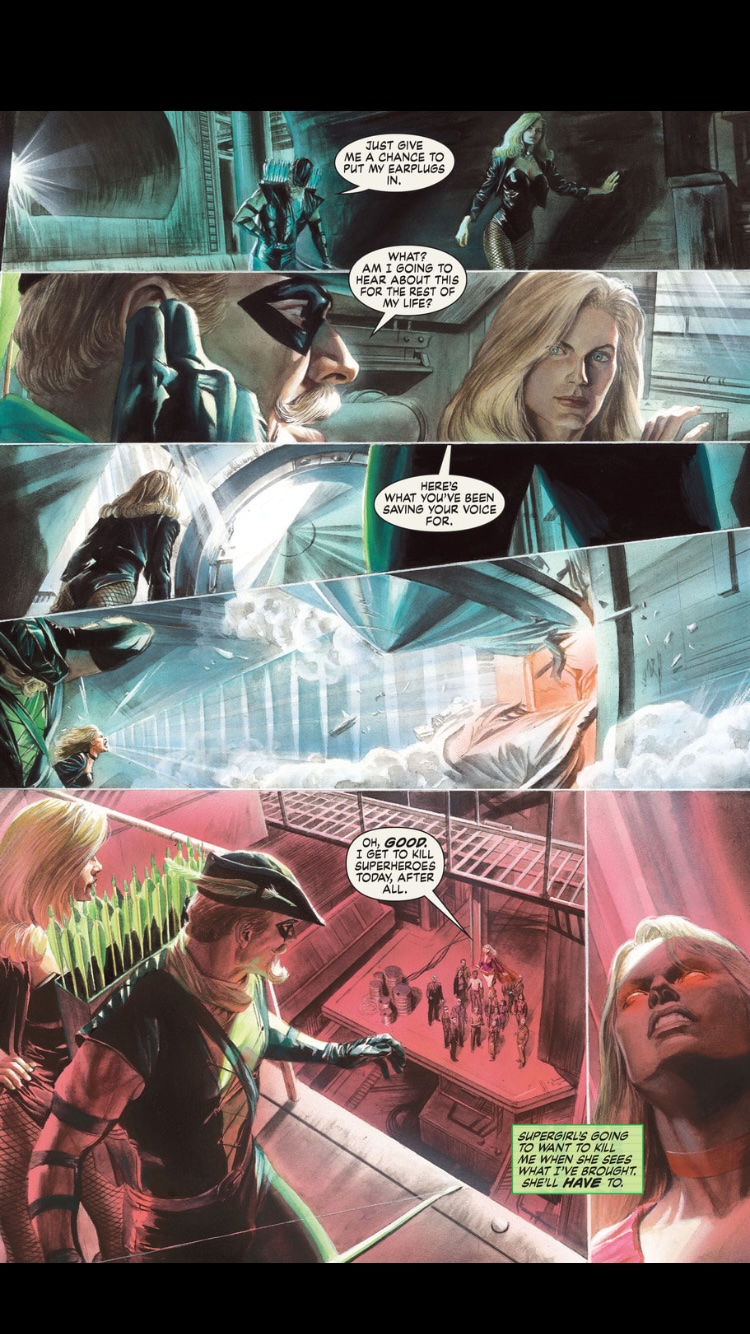 JUST GIVE
ME A CHANCE TO
PUT MY EARPLUGS
IN.
WHAT?
AM I GOING TO
HEAR ABOUT THIS
FOR THE REST OF
MY LIFE?
HERE'S
WHAT YOU'VE BEEN
SAVING YOUR VOICE
FOR.
OH, GOOD.
I GET TO KILL
SUPERHEROES
TODAY, AFTER
ALL.
SUPERGIRL'S GOING
TO WANT TO KILL
ME WHEN SHE SEES
WHAT I'VE BROUGHT.
SHE'LL HAVE TO.